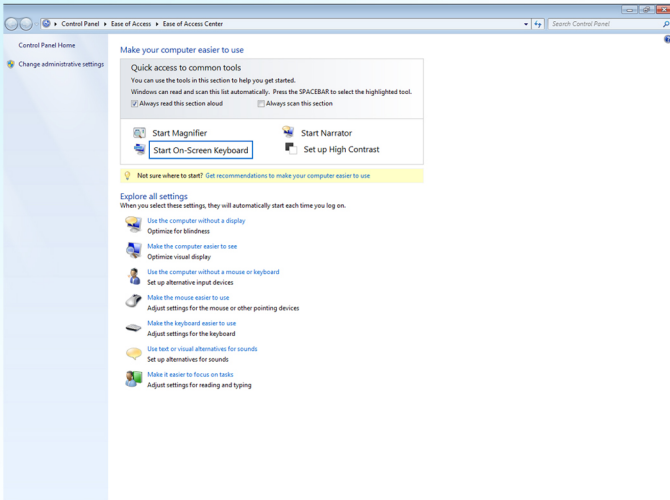 Control Panel ▸ Ease of Access ▸ Ease of Access Center
Search Control Panel
Control Panel Home
Change administrative settings
Make your computer easier to use
Quick access to common tools
You can use the tools in this section to help you get started.
Windows can read and scan this list automatically. Press the SPACEBAR to select the highlighted tool.
Always read this section aloud Always scan this section
Start Magnifier Start Narrator
Start On-Screen Keyboard Set up High Contrast
Not sure where to start? Get recommendations to make your computer easier to use
Explore all settings
When you select these settings, they will automatically start each time you log on.
Use the computer without a display
Optimize for blindness
Make the computer easier to see
Optimize visual display
Use the computer without a mouse or keyboard
Set up alternative input devices
Make the mouse easier to use
Adjust settings for the mouse or other pointing devices
Make the keyboard easier to use
Adjust settings for the keyboard
Use text or visual alternatives for sounds
Set up alternatives for sounds
Make it easier to focus on tasks
Adjust settings for reading and typing